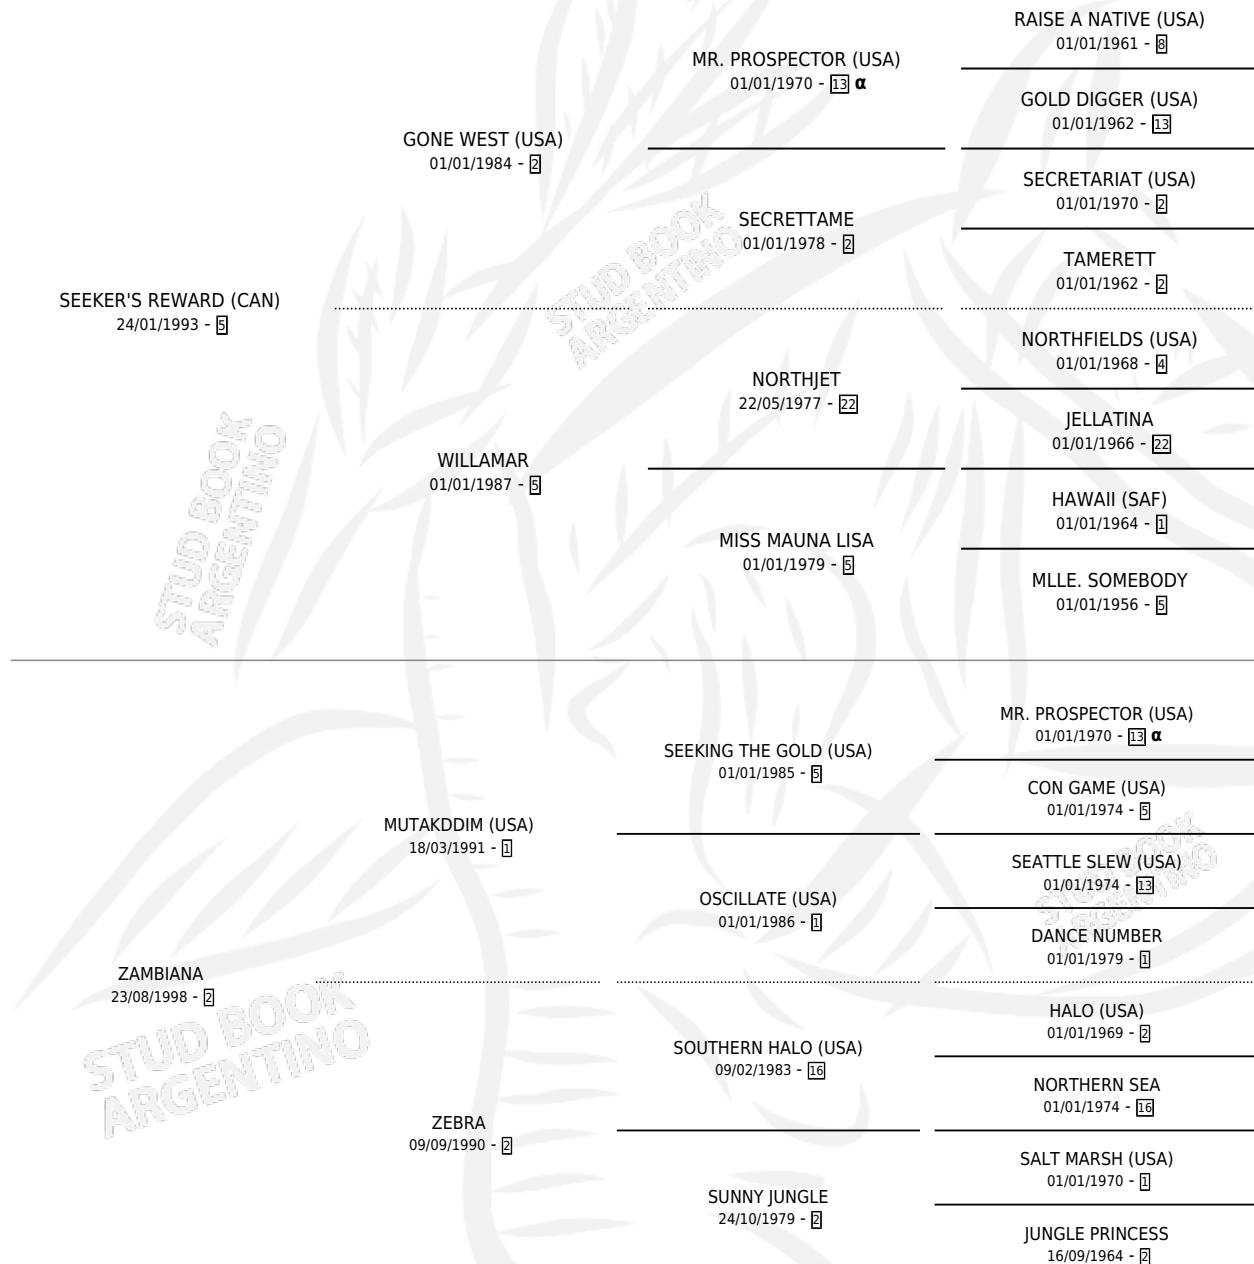 RAISE A NATIVE (USA)
01/01/1961 - 8
MR. PROSPECTOR (USA)
01/01/1970 - 13 α
GOLD DIGGER (USA)
01/01/1962 - 13
GONE WEST (USA)
01/01/1984 - 2
SECRETARIAT (USA)
01/01/1970 - 2
SECRETTAME
01/01/1978 - 2
TAMERETT
01/01/1962 - 2
SEEKER'S REWARD (CAN)
24/01/1993 - 5
NORTHFIELDS (USA)
01/01/1968 - 4
NORTHJET
22/05/1977 - 22
JELLATINA
01/01/1966 - 22
WILLAMAR
01/01/1987 - 5
HAWAII (SAF)
01/01/1964 - 1
MISS MAUNA LISA
01/01/1979 - 5
MLLE. SOMEBODY
01/01/1956 - 5
STUD BOOK
ARGENTINO
STUD BOOK
ARGENTINO
MR. PROSPECTOR (USA)
01/01/1970 - 13 α
SEEKING THE GOLD (USA)
01/01/1985 - 5
CON GAME (USA)
01/01/1974 - 5
MUTAKDDIM (USA)
18/03/1991 - 1
SEATTLE SLEW (USA)
01/01/1974 - 13
OSCILLATE (USA)
01/01/1986 - 1
DANCE NUMBER
01/01/1979 - 1
STUD BOOK
ARGENTINO
ZAMBIANA
23/08/1998 - 2
HALO (USA)
01/01/1969 - 2
SOUTHERN HALO (USA)
09/02/1983 - 16
NORTHERN SEA
01/01/1974 - 16
STUD BOOK
ARGENTINO
ZEBRA
09/09/1990 - 2
SALT MARSH (USA)
01/01/1970 - 1
SUNNY JUNGLE
24/10/1979 - 2
JUNGLE PRINCESS
16/09/1964 - 2